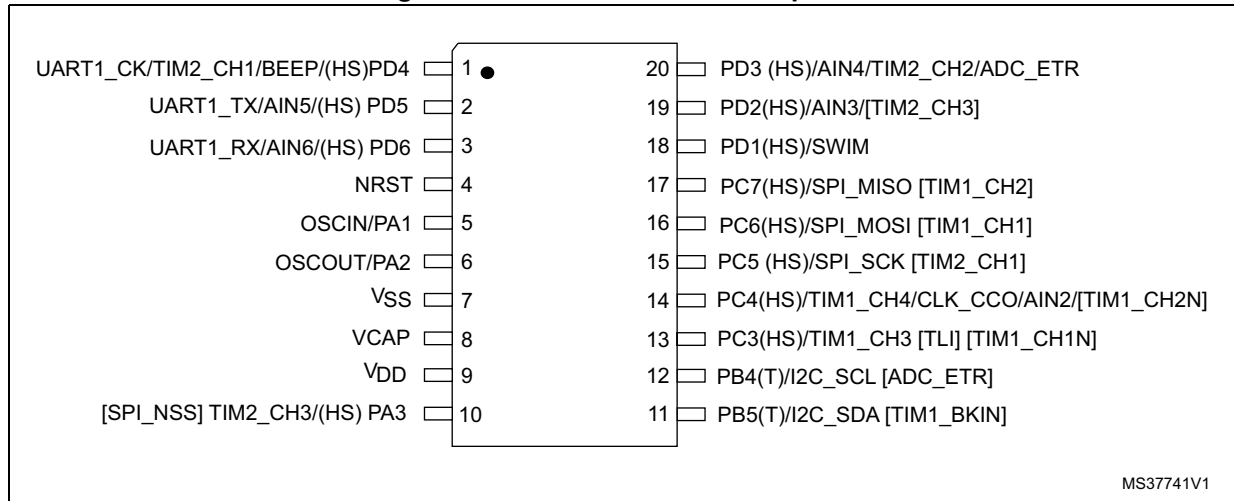 UART1_CK/TIM2_CH1/BEEP/(HS)PD4 1 20 PD3 (HS)/AIN4/TIM2_CH2/ADC_ETR
UART1_TX/AIN5/(HS) PD5 2 19 PD2(HS)/AIN3/[TIM2_CH3]
UART1_RX/AIN6/(HS) PD6 3 18 PD1(HS)/SWIM
NRST 4 17 PC7(HS)/SPI_MISO [TIM1_CH2]
OSCIN/PA1 5 16 PC6(HS)/SPI_MOSI [TIM1_CH1]
OSCOUT/PA2 6 15 PC5 (HS)/SPI_SCK [TIM2_CH1]
VSS 7 14 PC4(HS)/TIM1_CH4/CLK_CCO/AIN2/[TIM1_CH2N]
VCAP 8 13 PC3(HS)/TIM1_CH3 [TLI] [TIM1_CH1N]
VDD 9 12 PB4(T)/I2C_SCL [ADC_ETR]
[SPI_NSS] TIM2_CH3/(HS) PA3 10 11 PB5(T)/I2C_SDA [TIM1_BKIN]
MS37741V1